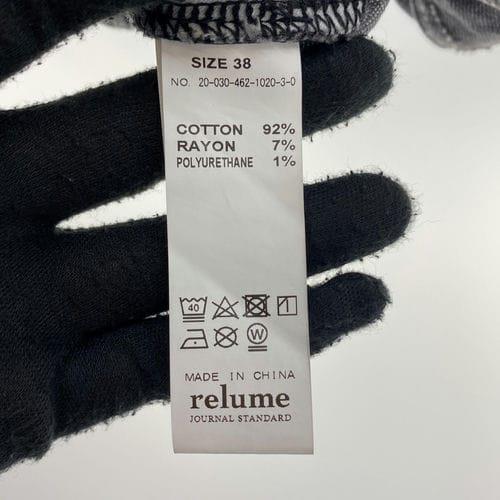 SIZE 38
NO. 20-030-462-1020-3-0
COTTON 92%
RAYON 7%
POLYURETHANE 1%
40
W
MADE IN CHINA
relume
JOURNAL STANDARD